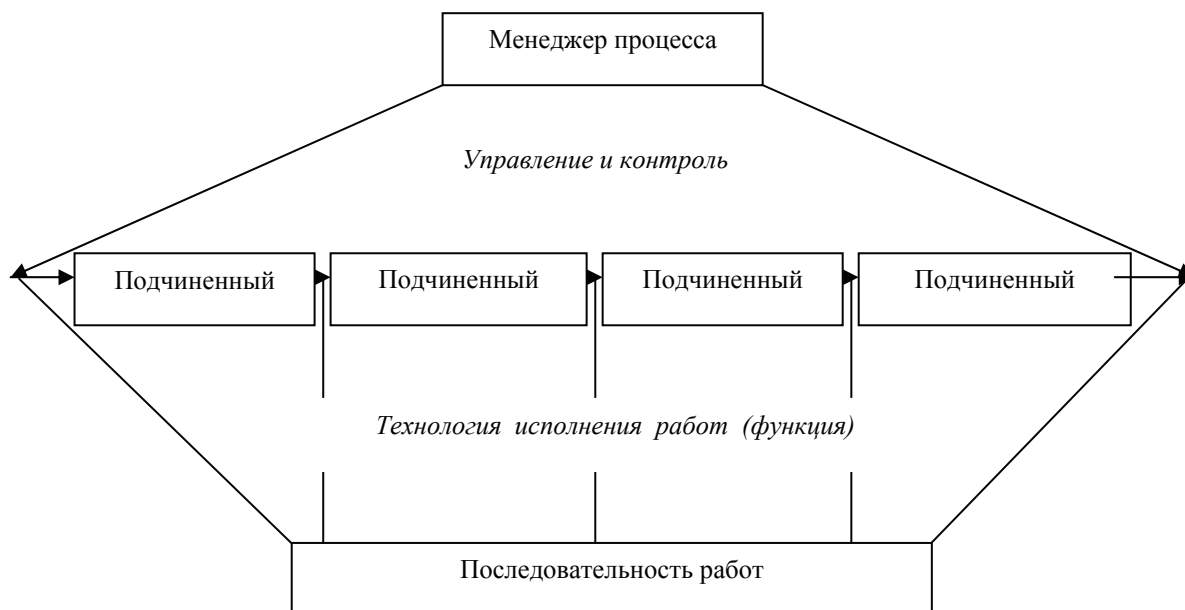 Менеджер процесса
Управление и контроль
Подчиненный Подчиненный Подчиненный Подчиненный
Технология исполнения работ (функция)
Последовательность работ